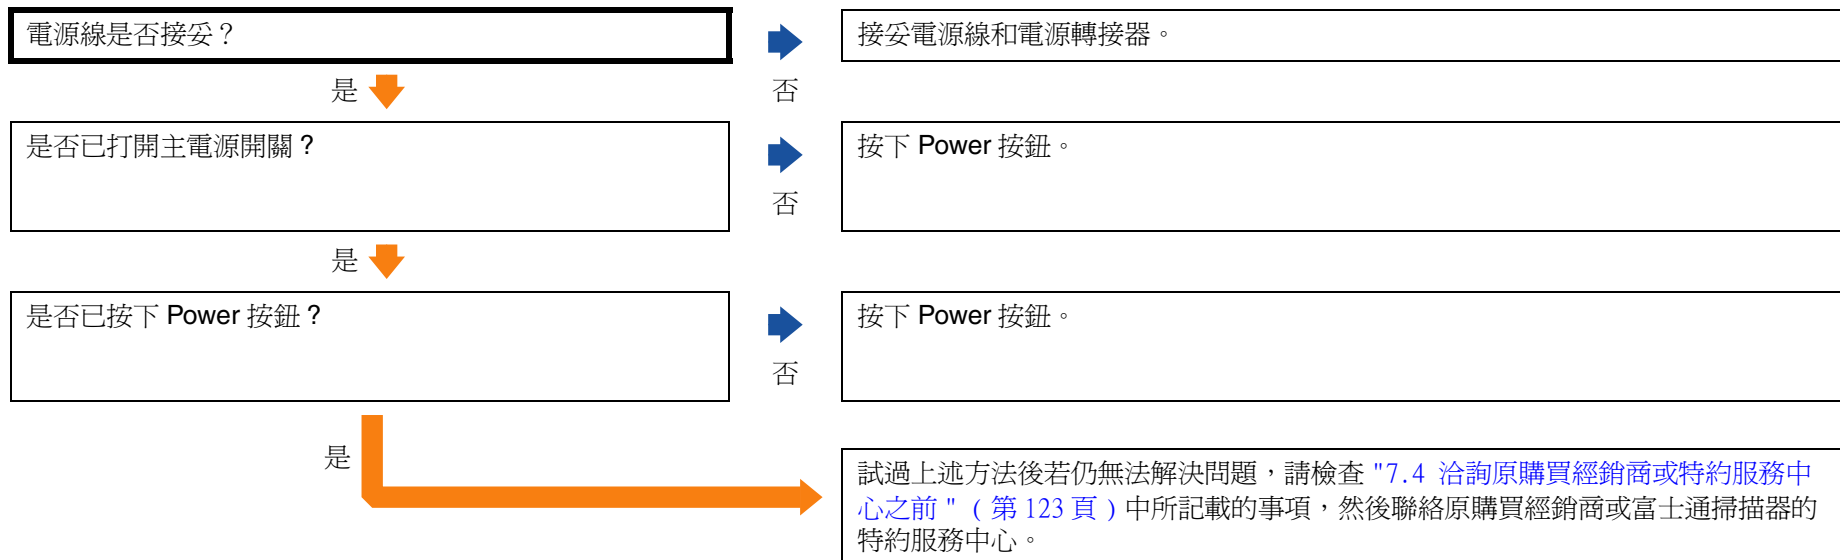 電源線是否接妥？
接妥電源線和電源轉接器。
是
否
是否已打開主電源開關？
按下 Power 按鈕。
否
是
是否已按下 Power 按鈕？
按下 Power 按鈕。
否
是
試過上述方法後若仍無法解決問題，請檢查 "7.4 洽詢原購買經銷商或特約服務中
心之前 " ( 第 123 頁 ) 中所記載的事項，然後聯絡原購買經銷商或富士通掃描器的
特約服務中心。